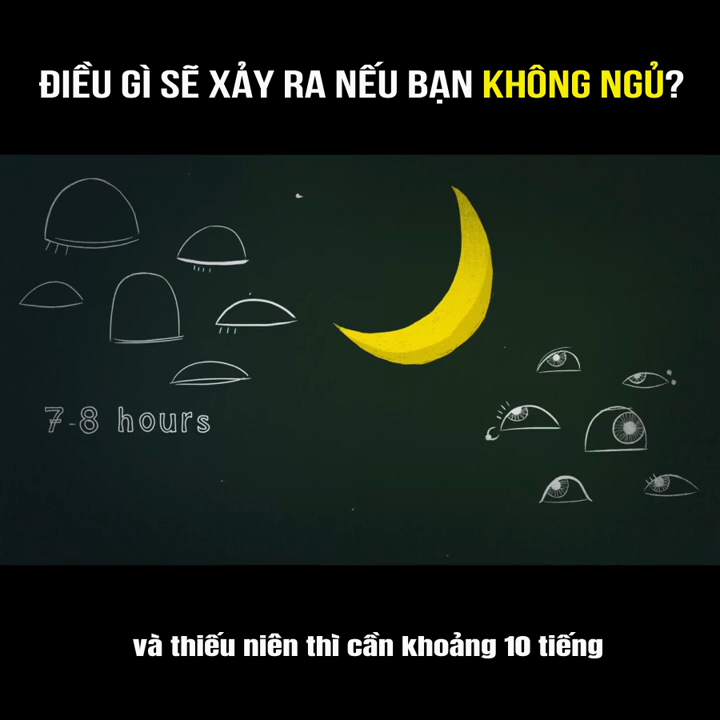 ĐIỀU GÌ SẼ XẢY RA NẾU BẠN KHÔNG NGỦ?
7-8 hours
và thiếu niên thì cần khoảng 10 tiếng